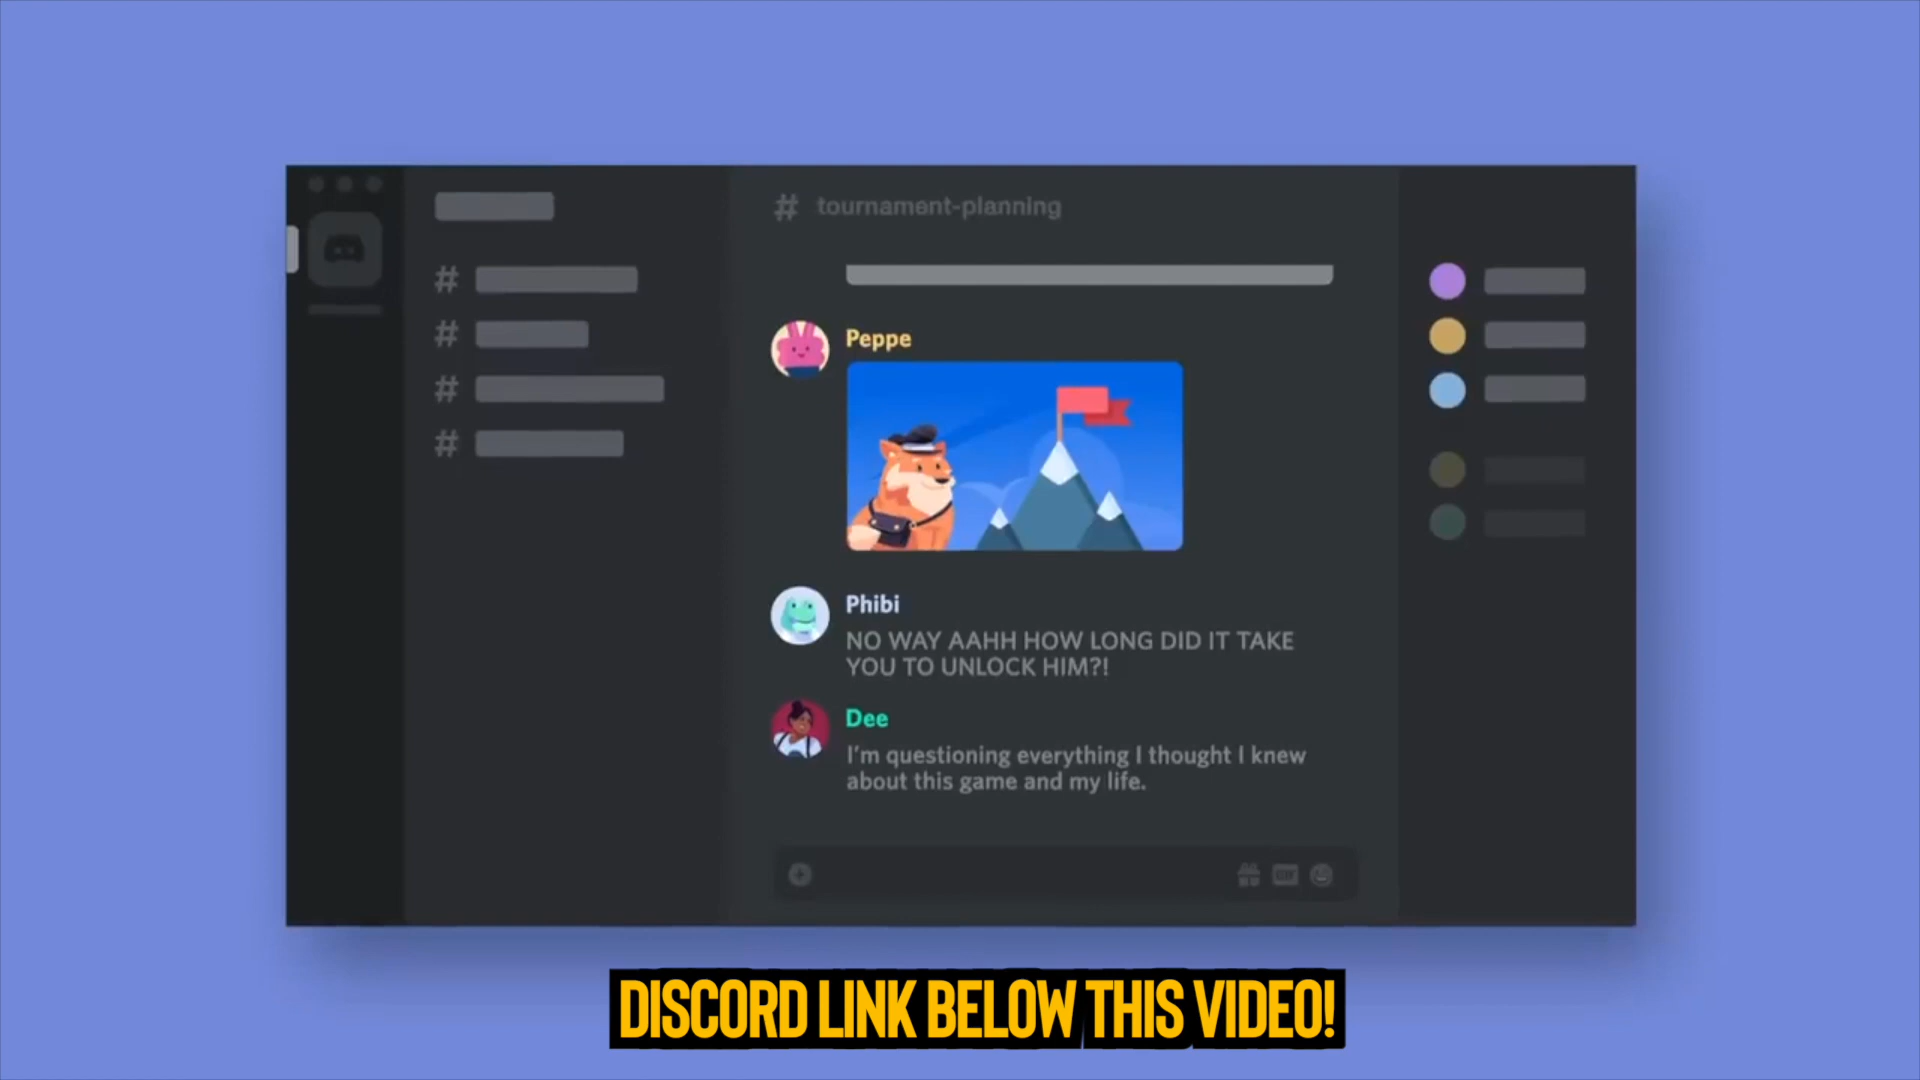 # tournament-planning
#
#
#
#
Peppe
Phibi
NO WAY AAHH HOW LONG DID IT TAKE
YOU TO UNLOCK HIM?!
Dee
I'm questioning everything I thought I knew
about this game and my life.
GIF
DISCORD LINK BELOW THIS VIDEO!